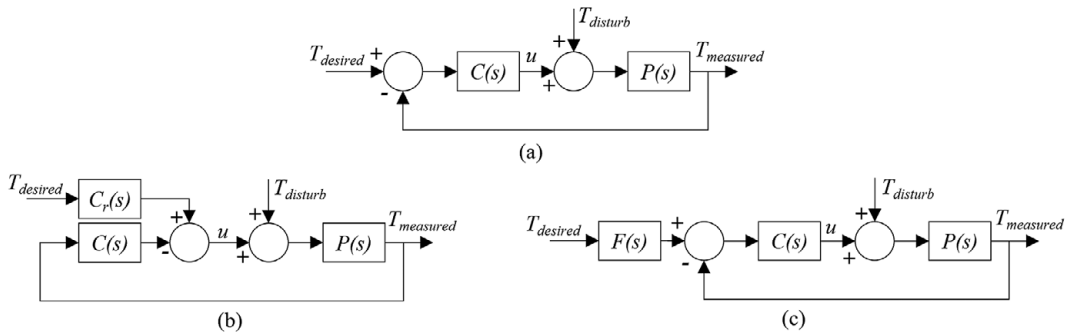 T_disturb
T_desired + + u + T_measured
- C(s) P(s)
(a)
T_desired C_r(s) + + T_disturb
C(s) - u + P(s) T_measured
(b)
T_desired F(s) + - C(s) u + + T_disturb P(s) T_measured
(c)